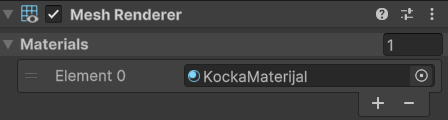 Mesh Renderer
Materials 1
Element 0 KockaMaterijal